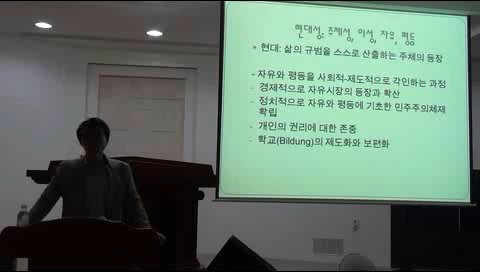 현대성: 주체성, 이성, 자유, 평등
현대: 삶의 규범을 스스로 산출하는 주체의 등장
- 자유와 평등을 사회적-제도적으로 각인하는 과정
- 경제적으로 자유시장의 등장과 확산
- 정치적으로 자유와 평등에 기초한 민주주의체제
확립
- 개인의 권리에 대한 존중
- 학교(Bildung)의 제도화와 보편화